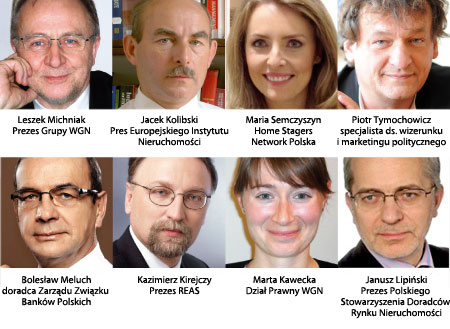 Leszek Michniak
Prezes Grupy WGN
Jacek Kolibski
Pres Europejskiego Instytutu
Nieruchomości
Maria Semczyszyn
Home Stagers
Network Polska
Piotr Tymochowicz
specjalista ds. wizerunku
i marketingu politycznego
Bolesław Meluch
doradca Zarządu Związku
Banków Polskich
Kazimierz Kirejczy
Prezes REAS
Marta Kawecka
Dział Prawny WGN
Janusz Lipiński
Prezes Polskiego
Stowarzyszenia Doradców
Rynku Nieruchomości